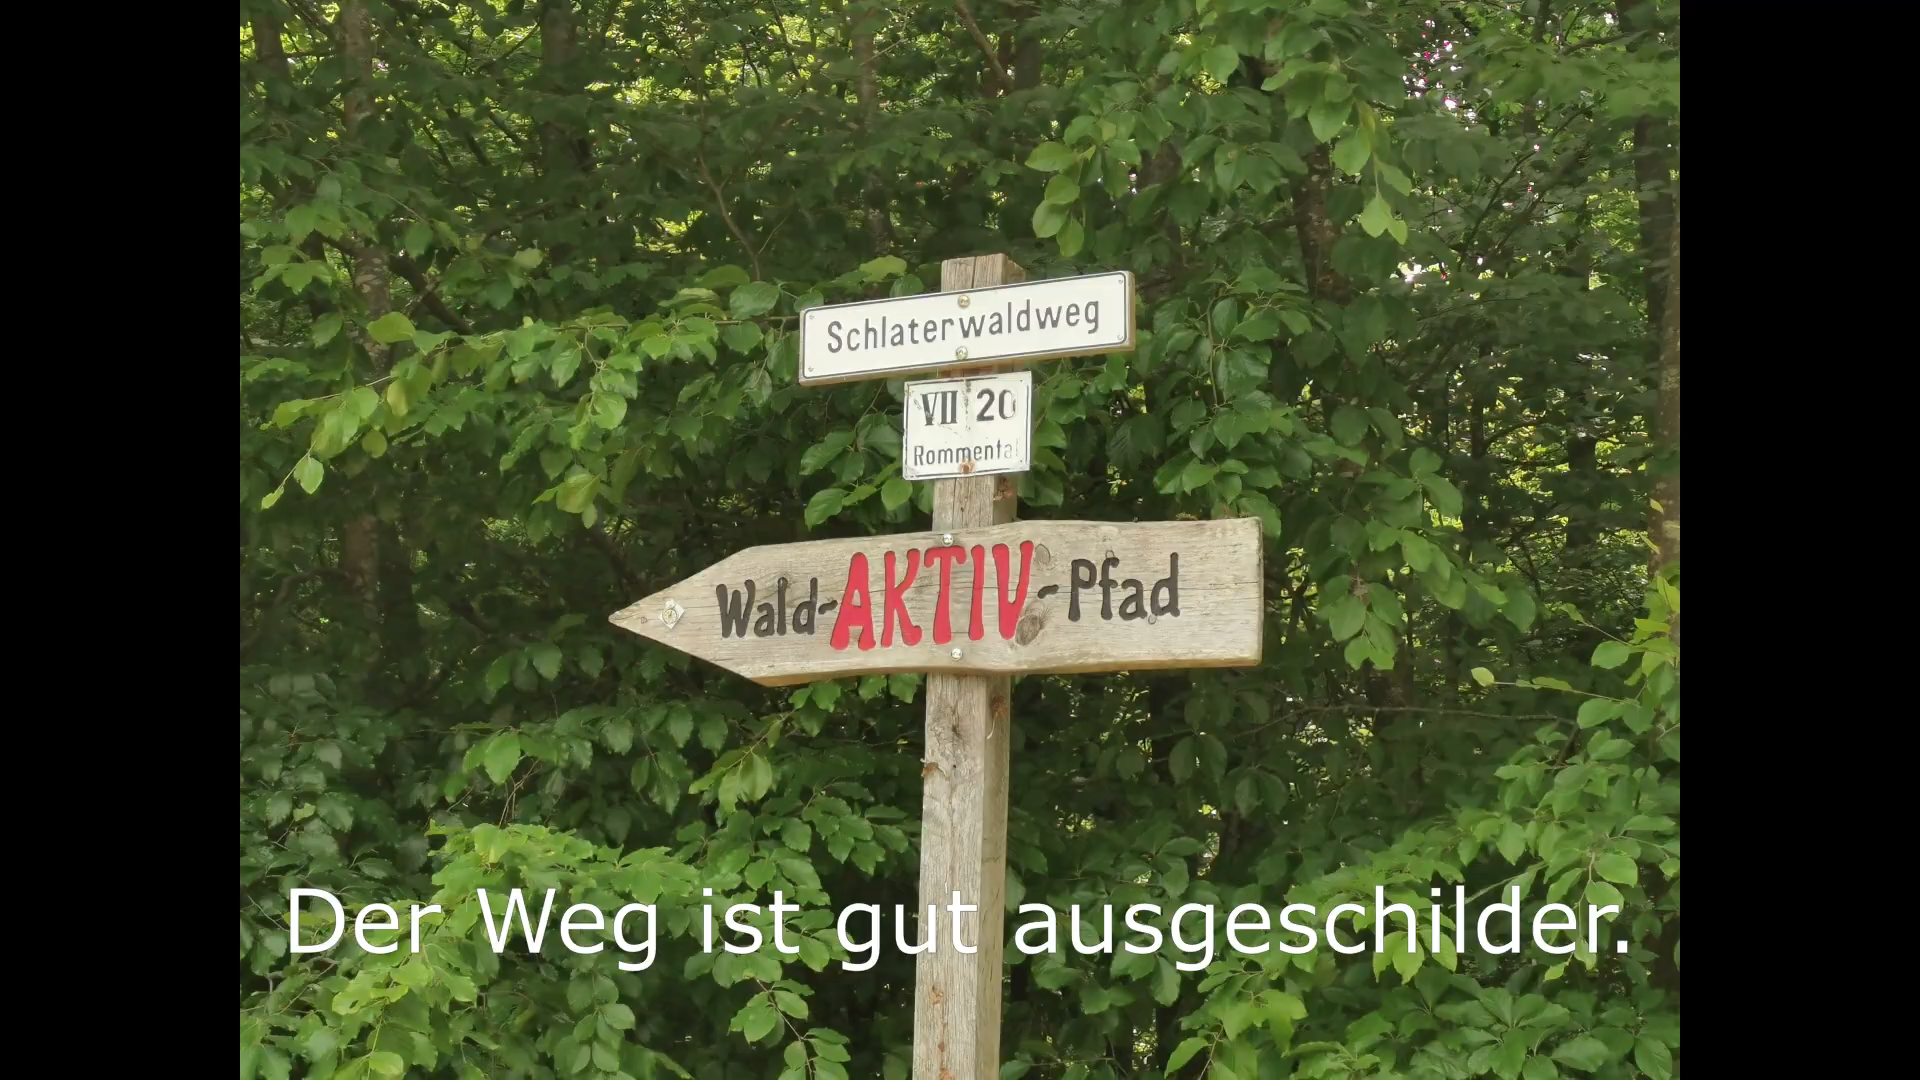 Schlaterwaldweg
VII 20
Rommental
Wald-AKTIV-Pfad
Der Weg ist gut ausgeschilder.